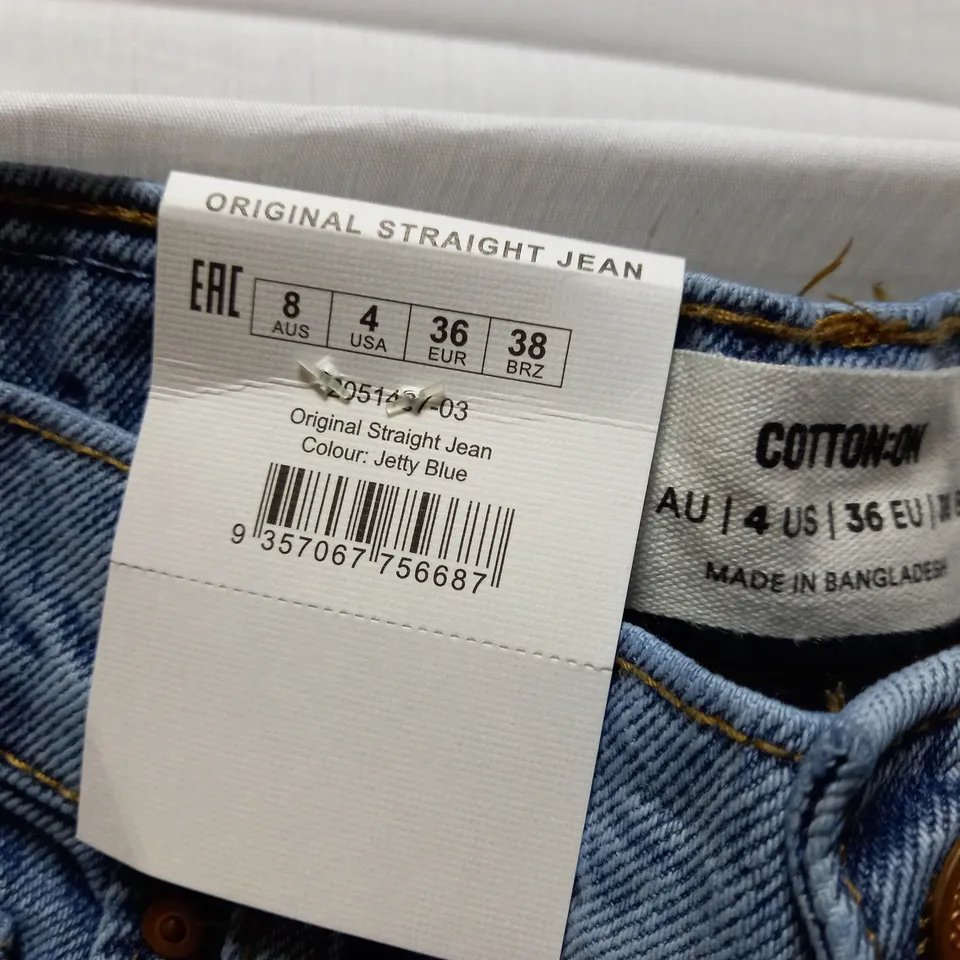 ORIGINAL STRAIGHT JEAN
EAC
8 AUS | 4 USA | 36 EUR | 38 BRZ
Original Straight Jean
Colour: Jetty Blue
9 357067 756687
COTTON:ON
AU | 4 US | 36 EU |
MADE IN BANGLADESH